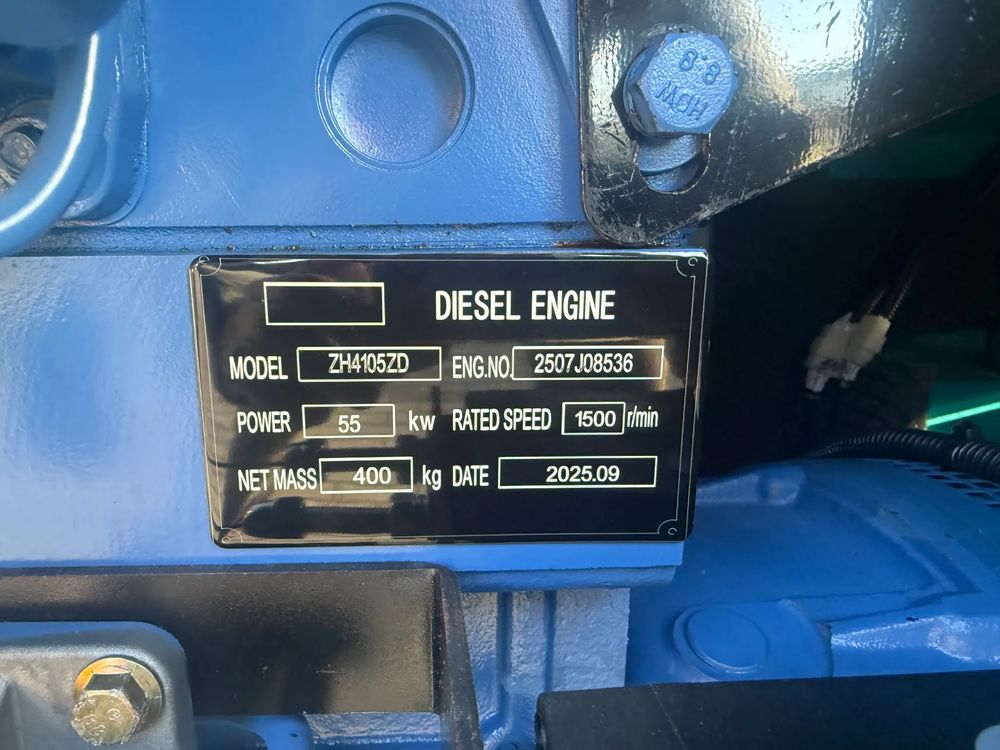 8.8
HGW
DIESEL ENGINE
MODEL ZH4105ZD ENG.NO. 2507J08536
POWER 55 kw RATED SPEED 1500 r/min
NET MASS 400 kg DATE 2025.09